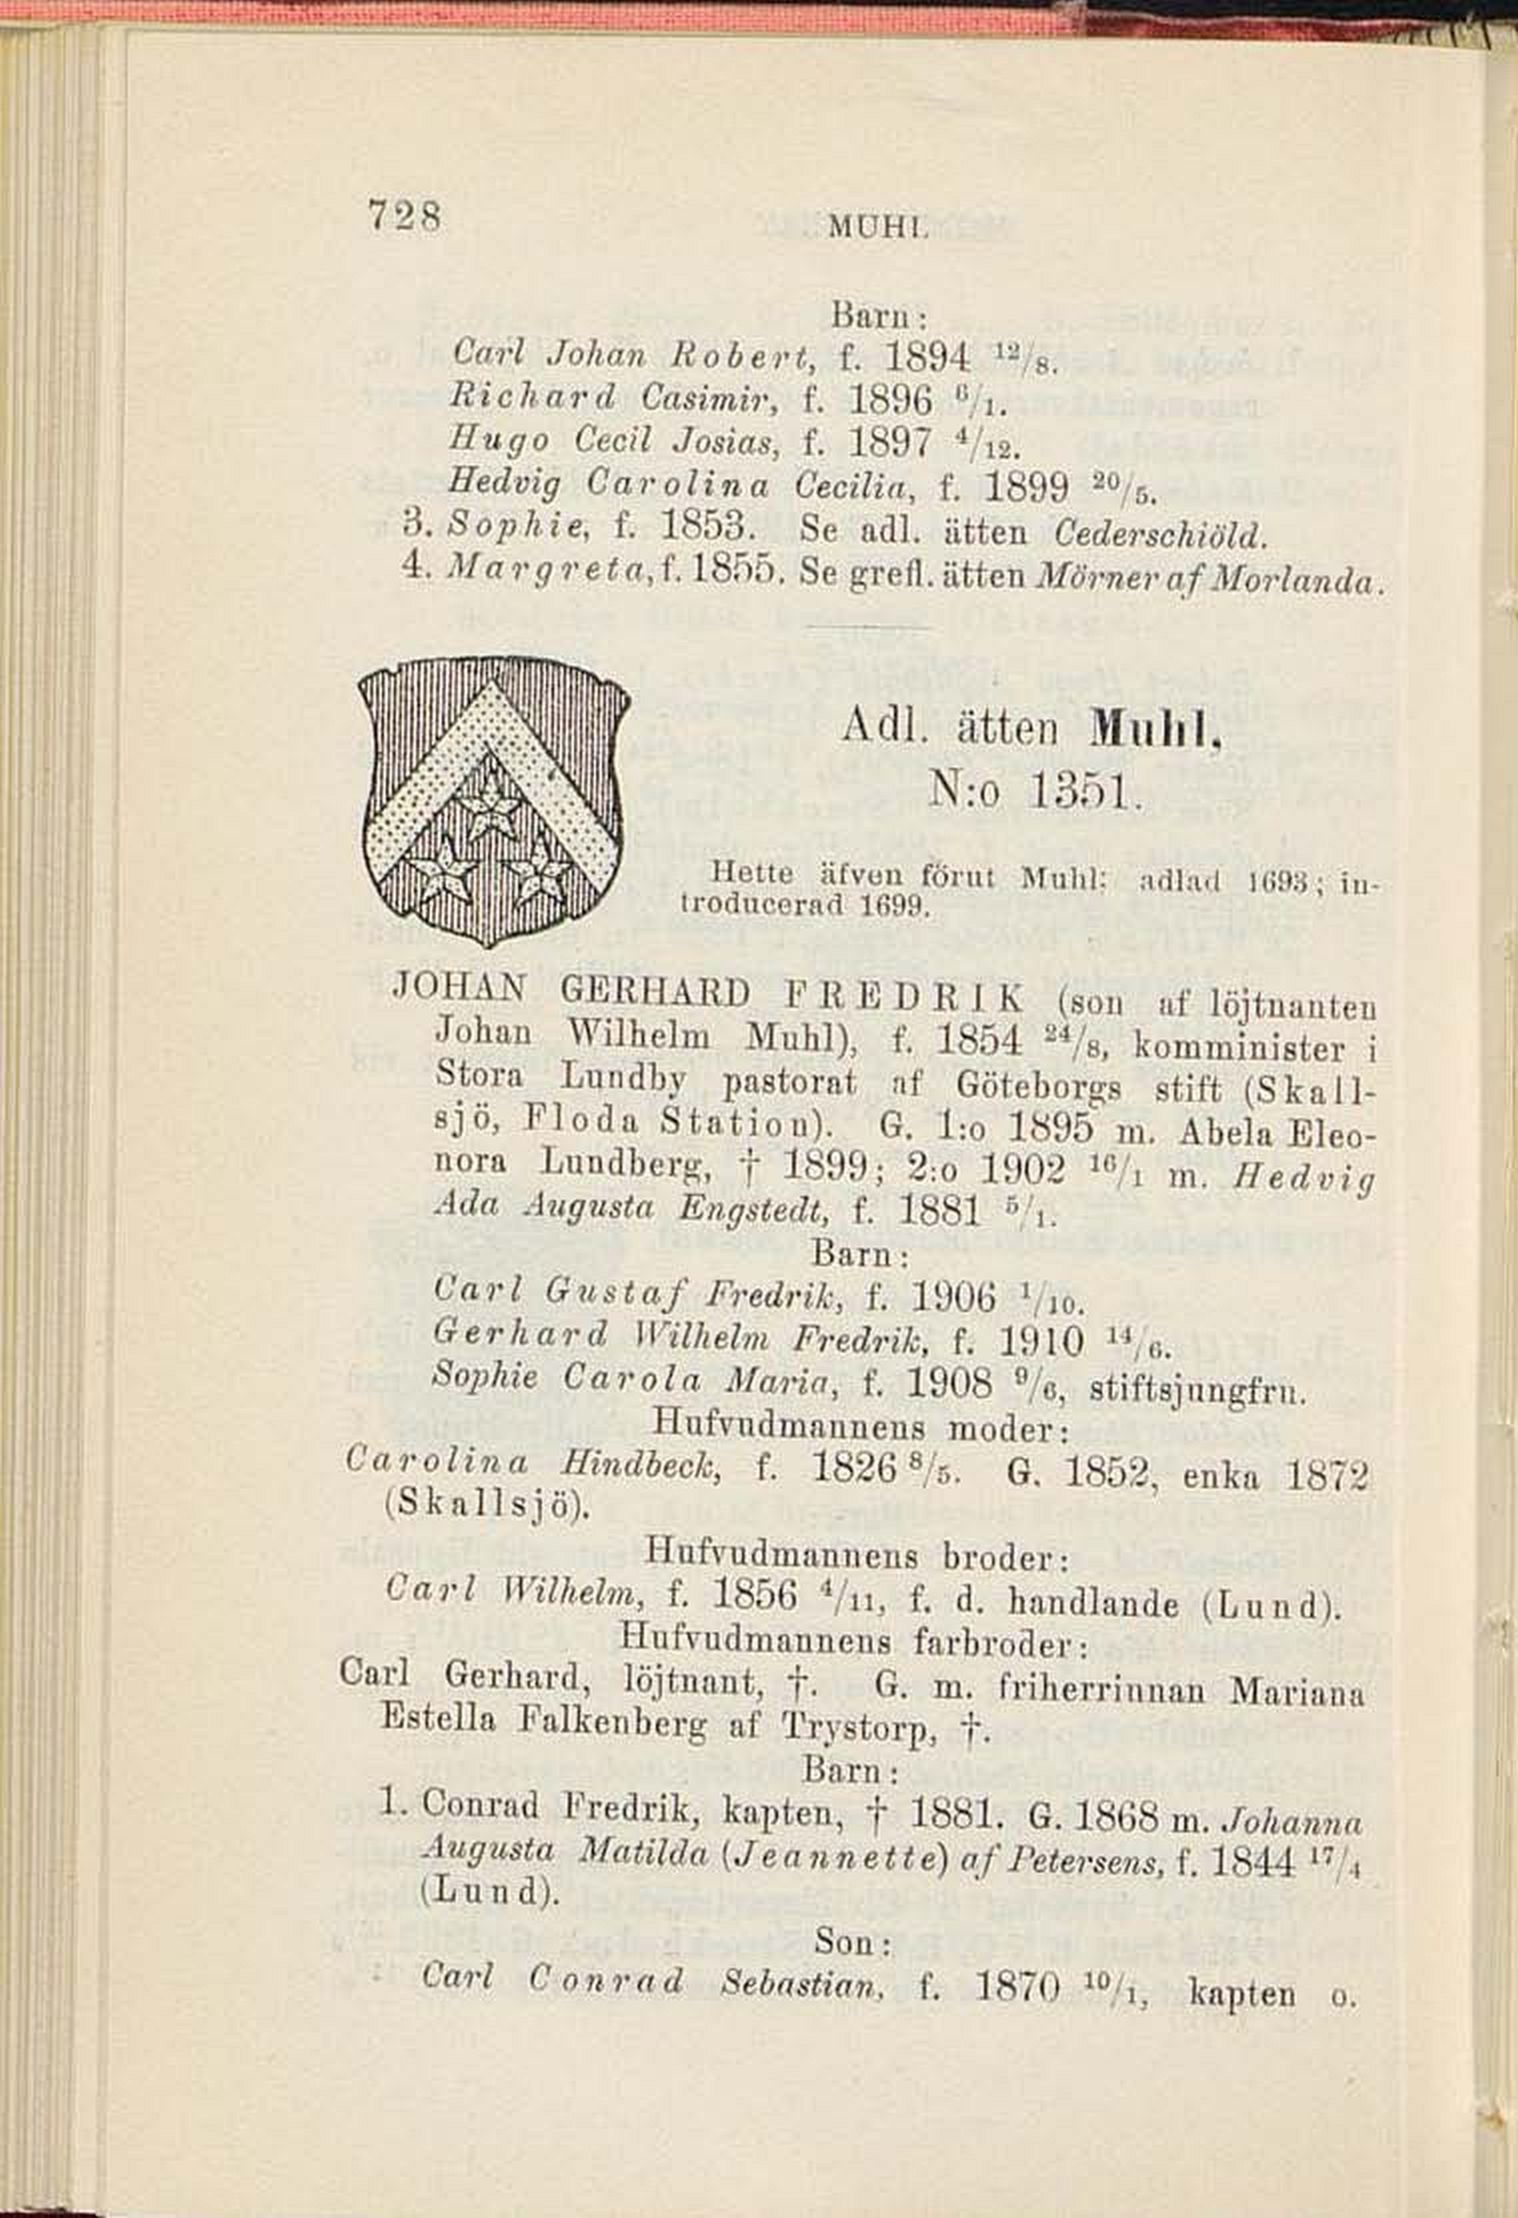 728
MUHL
Barn:
Carl Johan Robert, f. 1894 12/8.
Richard Casimir, f. 1896 6/1.
Hugo Cecil Josias, f. 1897 4/12.
Hedvig Carolina Cecilia, f. 1899 20/5.
3. Sophie, f. 1853. Se adl. ätten Cederschiöld.
4. Margreta, f. 1855. Se grefl. ätten Mörner af Morlanda.
Adl. ätten Muhl,
N:o 1351.
Hette äfven förut Muhl; adlad 1693; in-
troducerad 1699.
JOHAN GERHARD FREDRIK (son af löjtnanten
Johan Wilhelm Muhl), f. 1854 24/8, komminister i
Stora Lundby pastorat af Göteborgs stift (Skall-
sjö, Floda Station). G. 1:o 1895 m. Abela Eleo-
nora Lundberg, † 1899; 2:o 1902 16/1 m. Hedvig
Ada Augusta Engstedt, f. 1881 5/1.
Barn:
Carl Gustaf Fredrik, f. 1906 1/10.
Gerhard Wilhelm Fredrik, f. 1910 14/6.
Sophie Carola Maria, f. 1908 9/6, stiftsjungfru.
Hufvudmannens moder:
Carolina Hindbeck, f. 1826 8/5. G. 1852, enka 1872
(Skallsjö).
Hufvudmannens broder:
Carl Wilhelm, f. 1856 4/11, f. d. handlande (Lund).
Hufvudmannens farbroder:
Carl Gerhard, löjtnant, †. G. m. friherrinnan Mariana
Estella Falkenberg af Trystorp, †.
Barn:
1. Conrad Fredrik, kapten, † 1881. G. 1868 m. Johanna
Augusta Matilda (Jeannette) af Petersens, f. 1844 17/4
(Lund).
Son:
Carl Conrad Sebastian, f. 1870 10/1, kapten o.